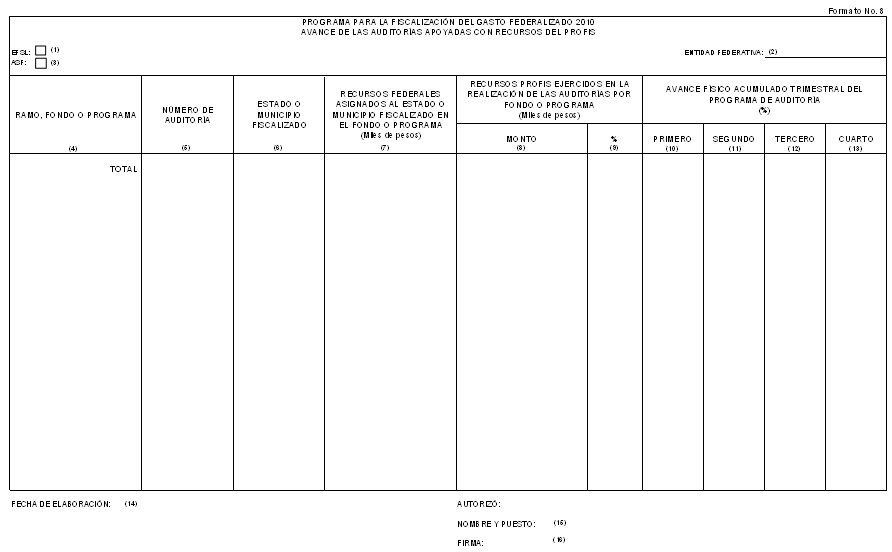 Formato No. 8
PROGRAMA PARA LA FISCALIZACIÓN DEL GASTO FEDERALIZADO 2010
AVANCE DE LAS AUDITORÍAS APOYADAS CON RECURSOS DEL PROFIS
EFSL: (1)
ENTIDAD FEDERATIVA: (2)
ASF: (3)
RAMO, FONDO O PROGRAMA
(4)
NÚMERO DE
AUDITORÍA
(5)
ESTADO O
MUNICIPIO
FISCALIZADO
(6)
RECURSOS FEDERALES
ASIGNADOS AL ESTADO O
MUNICIPIO FISCALIZADO EN
EL FONDO O PROGRAMA
(Miles de pesos)
(7)
RECURSOS PROFIS EJERCIDOS EN LA
REALIZACIÓN DE LAS AUDITORÍAS POR
FONDO O PROGRAMA
(Miles de pesos)
MONTO
(8)
%
(9)
AVANCE FÍSICO ACUMULADO TRIMESTRAL DEL
PROGRAMA DE AUDITORÍA
(%)
PRIMERO
(10)
SEGUNDO
(11)
TERCERO
(12)
CUARTO
(13)
TOTAL
FECHA DE ELABORACIÓN: (14)
AUTORIZÓ:
NOMBRE Y PUESTO: (15)
FIRMA: (16)